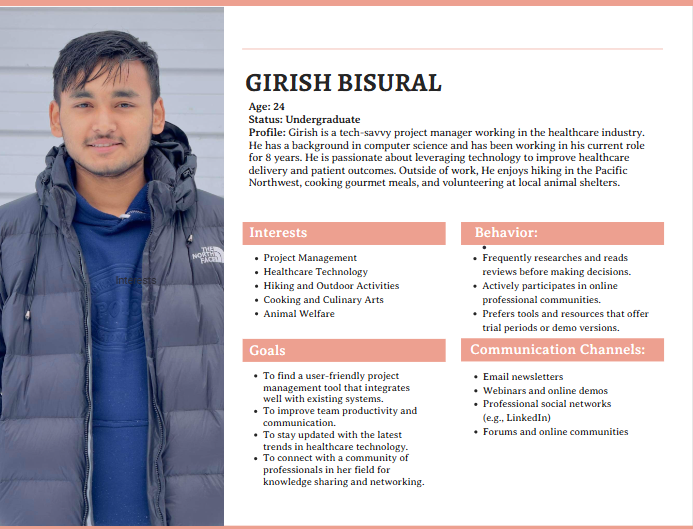 GIRISH BISURAL
Age: 24
Status: Undergraduate
Profile: Girish is a tech-savvy project manager working in the healthcare industry.
He has a background in computer science and has been working in his current role
for 8 years. He is passionate about leveraging technology to improve healthcare
delivery and patient outcomes. Outside of work, He enjoys hiking in the Pacific
Northwest, cooking gourmet meals, and volunteering at local animal shelters.
Interests
• Project Management
• Healthcare Technology
• Hiking and Outdoor Activities
• Cooking and Culinary Arts
• Animal Welfare
Goals
• To find a user-friendly project
management tool that integrates
well with existing systems.
• To improve team productivity and
communication.
• To stay updated with the latest
trends in healthcare technology.
• To connect with a community of
professionals in her field for
knowledge sharing and networking.
Behavior:
•
• Frequently researches and reads
reviews before making decisions.
• Actively participates in online
professional communities.
• Prefers tools and resources that offer
trial periods or demo versions.
Communication Channels:
• Email newsletters
• Webinars and online demos
• Professional social networks
(e.g., LinkedIn)
• Forums and online communities
THE
NORTH
FACE
Interests